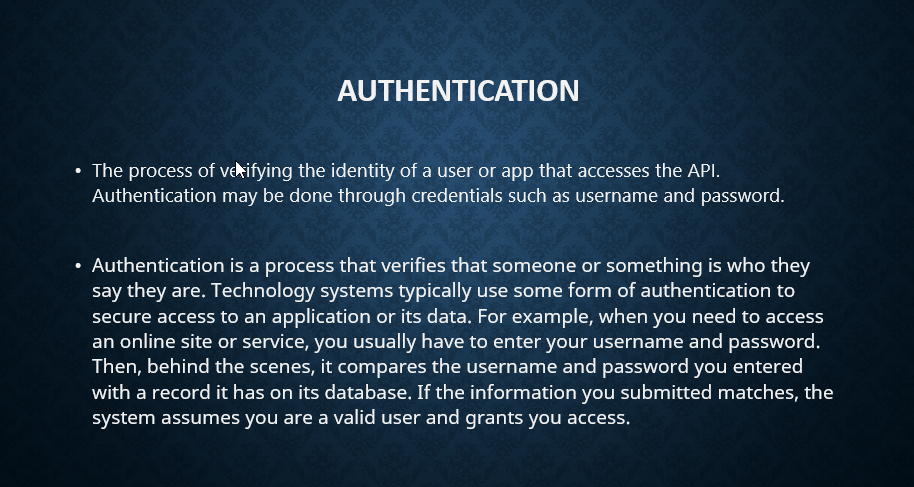 AUTHENTICATION
• The process of verifying the identity of a user or app that accesses the API.
Authentication may be done through credentials such as username and password.
• Authentication is a process that verifies that someone or something is who they
say they are. Technology systems typically use some form of authentication to
secure access to an application or its data. For example, when you need to access
an online site or service, you usually have to enter your username and password.
Then, behind the scenes, it compares the username and password you entered
with a record it has on its database. If the information you submitted matches, the
system assumes you are a valid user and grants you access.